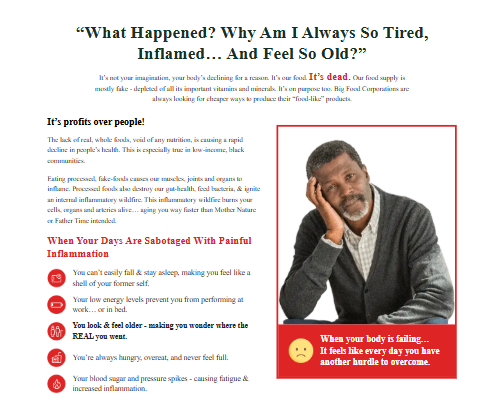 “What Happened? Why Am I Always So Tired,
Inflamed… And Feel So Old?”
It's not your imagination, your body's declining for a reason. It's our food. It's dead. Our food supply is
mostly fake - depleted of all its important vitamins and minerals. It's on purpose too. Big Food Corporations are
always looking for cheaper ways to produce their “food-like” products.
It's profits over people!
The lack of real, whole foods, void of any nutrition, is causing a rapid
decline in people's health. This is especially true in low-income, black
communities.
Eating processed, fake-foods causes our muscles, joints and organs to
inflame. Processed foods also destroy our gut-health, feed bacteria, & ignite
an internal inflammatory wildfire. This inflammatory wildfire burns your
cells, organs and arteries alive… aging you way faster than Mother Nature
or Father Time intended.
When Your Days Are Sabotaged With Painful
Inflammation
You can't easily fall & stay asleep, making you feel like a
shell of your former self.
Your low energy levels prevent you from performing at
work… or in bed.
You look & feel older - making you wonder where the
REAL you went.
You're always hungry, overeat, and never feel full.
Your blood sugar and pressure spikes - causing fatigue &
increased inflammation.
When your body is failing…
It feels like every day you have
another hurdle to overcome.